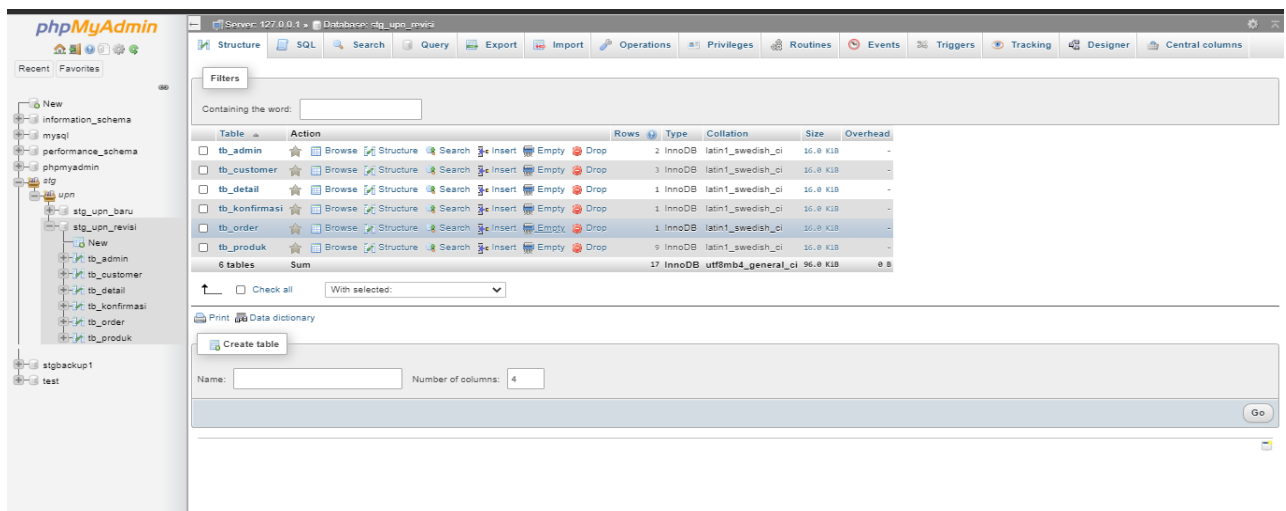 phpMyAdmin
Recent Favorites
New
information_schema
mysql
performance_schema
phpmyadmin
stg
upn
stg_upn_baru
stg_upn_revisi
New
tb_admin
tb_customer
tb_detail
tb_konfirmasi
tb_order
tb_produk
stgbackup1
test
Server: 127.0.0.1 » Database: stg_upn_revisi
Structure SQL Search Query Export Import Operations Privileges Routines Events Triggers Tracking Designer Central columns
Filters
Containing the word:
Table Action Rows Type Collation Size Overhead
tb_admin Browse Structure Search Insert Empty Drop 2 InnoDB latin1_swedish_ci 16.0 KiB -
tb_customer Browse Structure Search Insert Empty Drop 3 InnoDB latin1_swedish_ci 16.0 KiB -
tb_detail Browse Structure Search Insert Empty Drop 1 InnoDB latin1_swedish_ci 16.0 KiB -
tb_konfirmasi Browse Structure Search Insert Empty Drop 1 InnoDB latin1_swedish_ci 16.0 KiB -
tb_order Browse Structure Search Insert Empty Drop 1 InnoDB latin1_swedish_ci 16.0 KiB -
tb_produk Browse Structure Search Insert Empty Drop 9 InnoDB latin1_swedish_ci 16.0 KiB -
6 tables Sum 17 InnoDB utf8mb4_general_ci 96.0 KiB 0 B
Check all With selected:
Print Data dictionary
Create table
Name: Number of columns: 4
Go